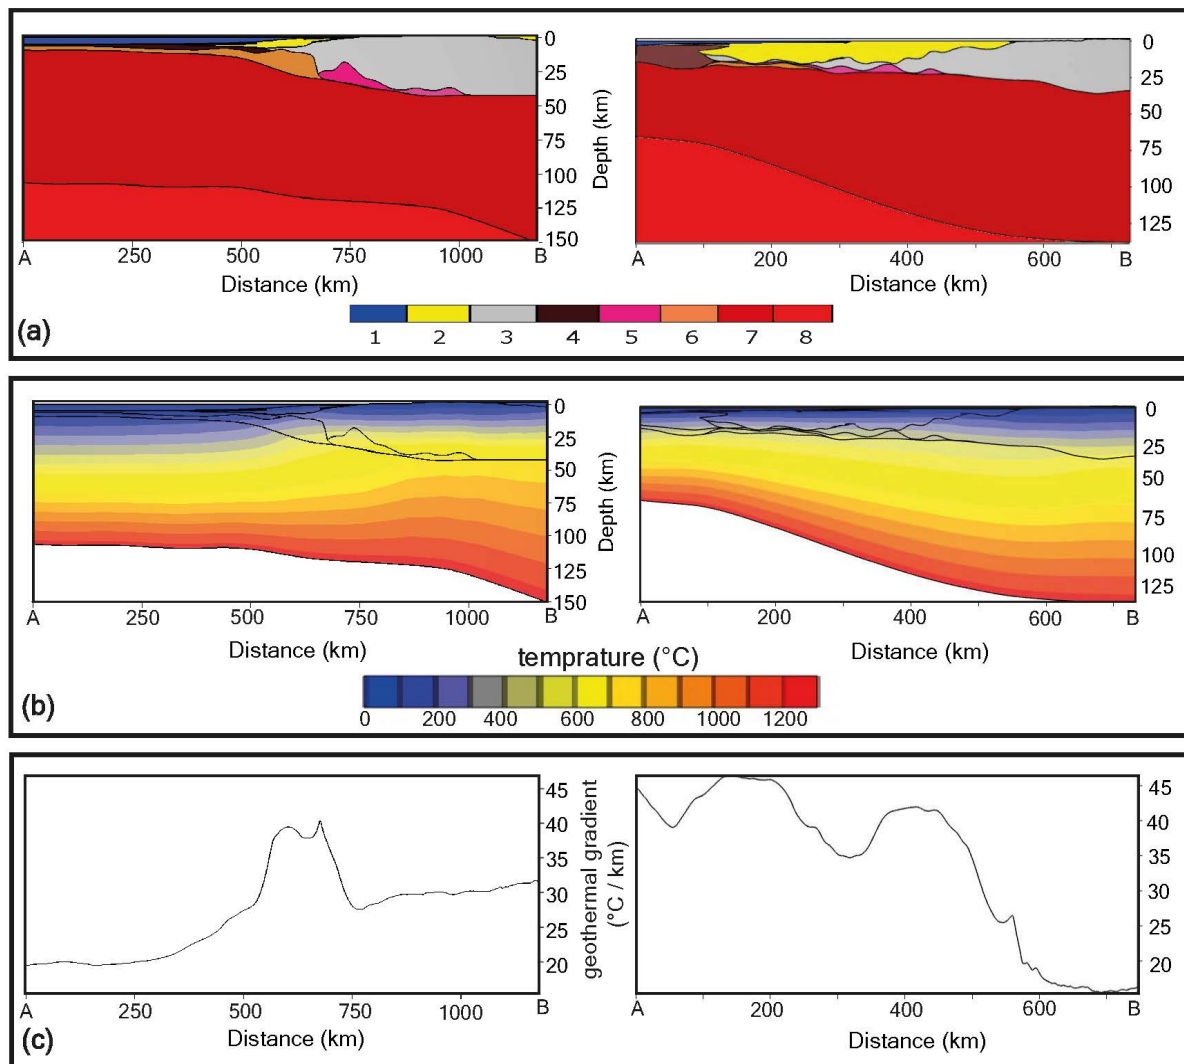 0
25
50
75
100
125
150
Depth (km)
0
25
50
75
100
125
A 250 500 750 1000 B
200 400 600
A B
Distance (km)
Distance (km)
(a)
1 2 3 4 5 6 7 8
0
25
50
75
100
125
150
Depth (km)
0
25
50
75
100
125
A 250 500 750 1000 B
A 200 400 600 B
Distance (km)
Distance (km)
temprature (°C)
(b)
0 200 400 600 800 1000 1200
45
40
35
30
25
20
geothermal gradient
(°C / km)
45
40
35
30
25
20
A 250 500 750 1000 B
A 200 400 600 B
Distance (km)
Distance (km)
(c)